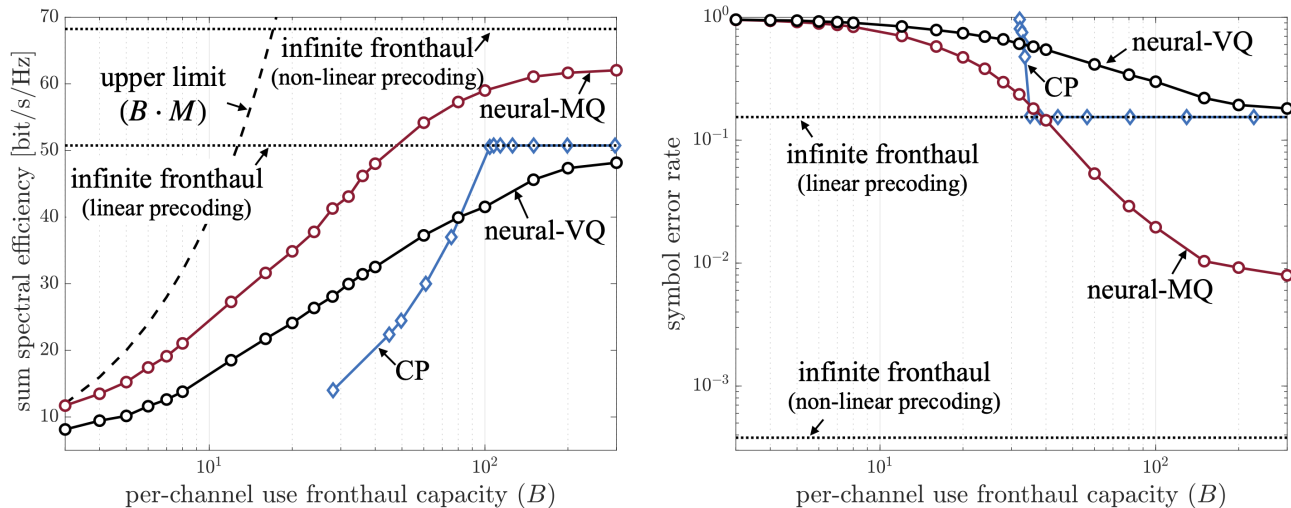 70
60
50
40
30
20
10
sum spectral efficiency [bit/s/Hz]
infinite fronthaul
(non-linear precoding)
upper limit
(B · M)
neural-MQ
infinite fronthaul
(linear precoding)
neural-VQ
CP
10^1
10^2
per-channel use fronthaul capacity (B)
10^0
10^-1
10^-2
10^-3
symbol error rate
neural-VQ
CP
infinite fronthaul
(linear precoding)
neural-MQ
infinite fronthaul
(non-linear precoding)
10^1
10^2
per-channel use fronthaul capacity (B)